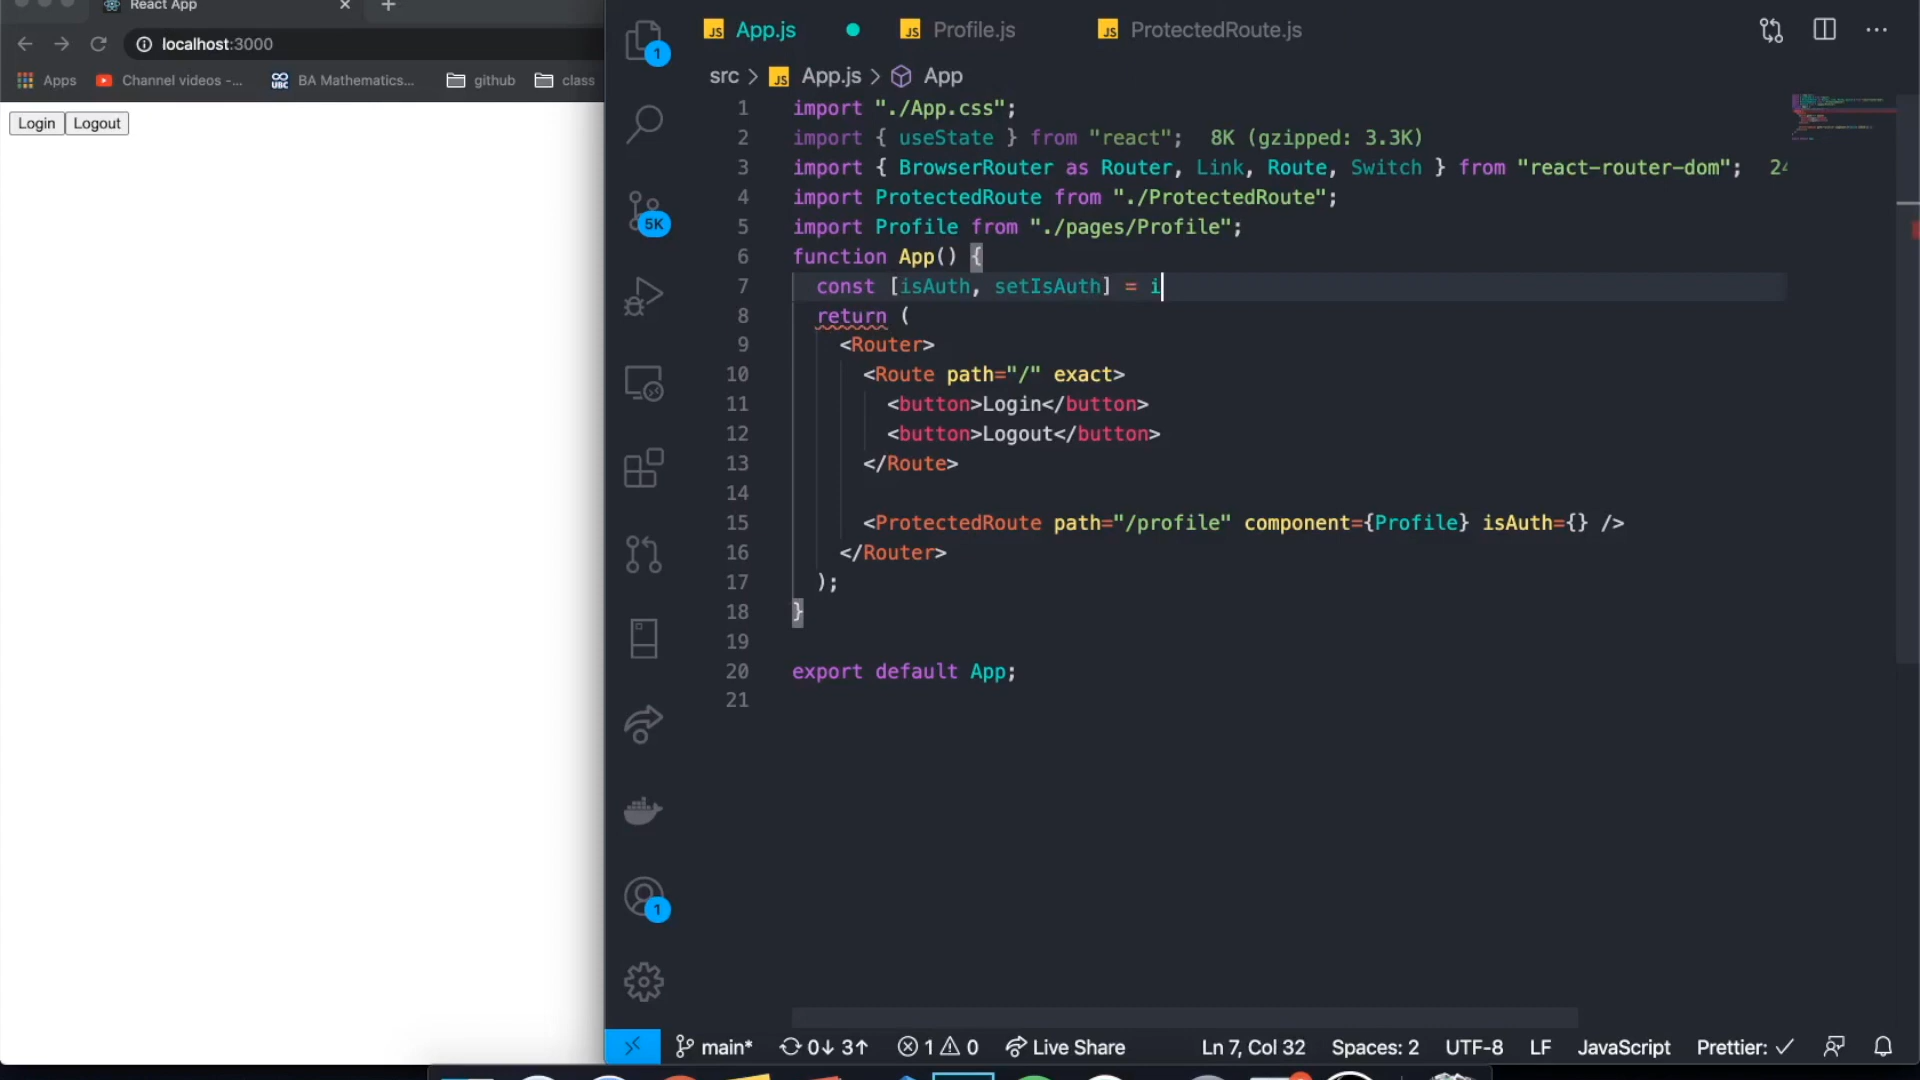 React App
localhost:3000
Apps
Channel videos -...
BA Mathematics...
github
class
Login
Logout
App.js
Profile.js
ProtectedRoute.js
src > App.js > App
1 import "./App.css";
2 import { useState } from "react"; 8K (gzipped: 3.3K)
3 import { BrowserRouter as Router, Link, Route, Switch } from "react-router-dom"; 24
4 import ProtectedRoute from "./ProtectedRoute";
5 import Profile from "./pages/Profile";
6 function App() {
7 const [isAuth, setIsAuth] = i
8 return (
9 <Router>
10 <Route path="/" exact>
11 <button>Login</button>
12 <button>Logout</button>
13 </Route>
14
15 <ProtectedRoute path="/profile" component={Profile} isAuth={} />
16 </Router>
17 );
18 }
19
20 export default App;
21
1
5K
1
main* 0↓ 3↑ 1 0 Live Share
Ln 7, Col 32 Spaces: 2 UTF-8 LF JavaScript Prettier: ✓